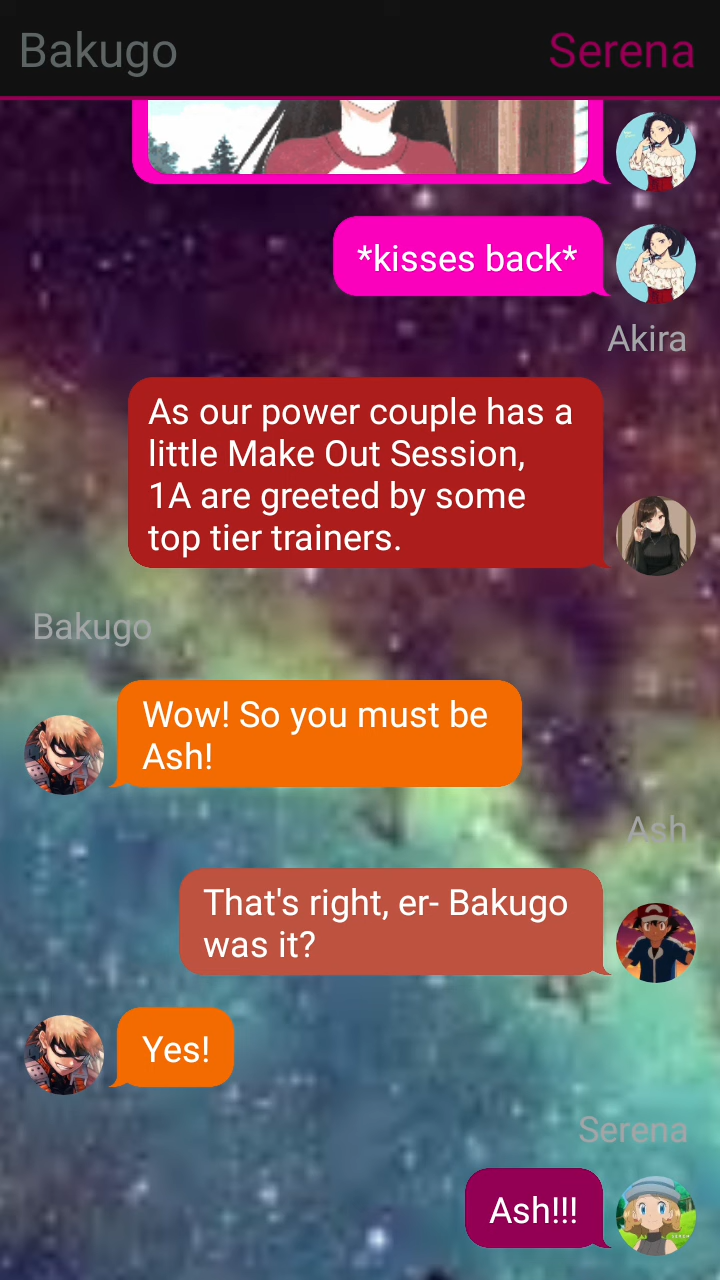 Bakugo
Serena
*kisses back*
Akira
As our power couple has a
little Make Out Session,
1A are greeted by some
top tier trainers.
Bakugo
Wow! So you must be
Ash!
Ash
That's right, er- Bakugo
was it?
Yes!
Serena
Ash!!!